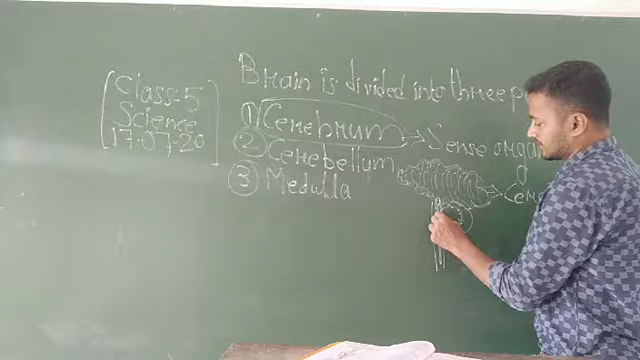 Class-5
Science
17-07-20
Brain is divided into three p
① Cerebrum → Sense organ
② Cerebellum
③ Medulla
→ Cere